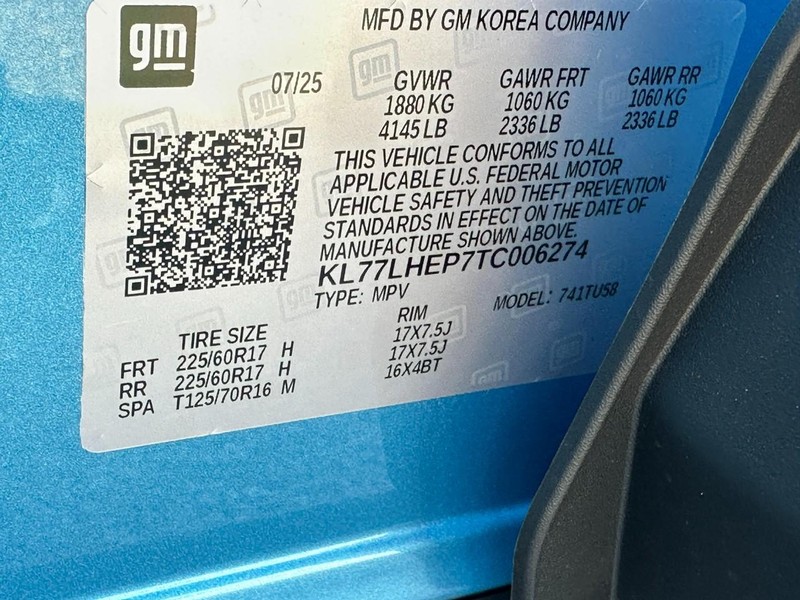 gm
MFD BY GM KOREA COMPANY
07/25 GVWR GAWR FRT GAWR RR
1880 KG 1060 KG 1060 KG
4145 LB 2336 LB 2336 LB
THIS VEHICLE CONFORMS TO ALL
APPLICABLE U.S. FEDERAL MOTOR
VEHICLE SAFETY AND THEFT PREVENTION
STANDARDS IN EFFECT ON THE DATE OF
MANUFACTURE SHOWN ABOVE.
KL77LHEP7TC006274
TYPE: MPV MODEL: 741TU58
TIRE SIZE RIM
FRT 225/60R17 H 17X7.5J
RR 225/60R17 H 17X7.5J
SPA T125/70R16 M 16X4BT